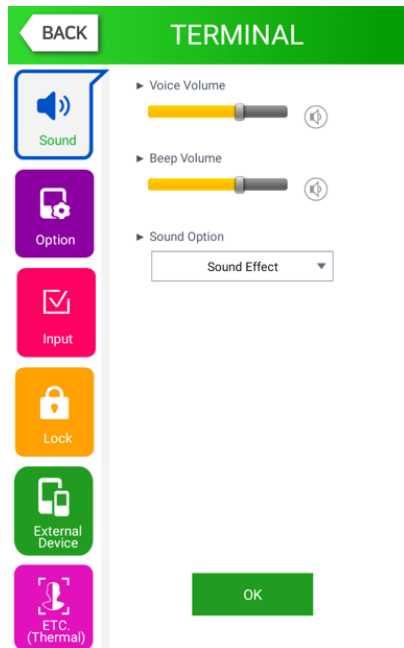 BACK
TERMINAL
Sound
Option
Input
Lock
External
Device
ETC.
(Thermal)
► Voice Volume
► Beep Volume
► Sound Option
Sound Effect
OK